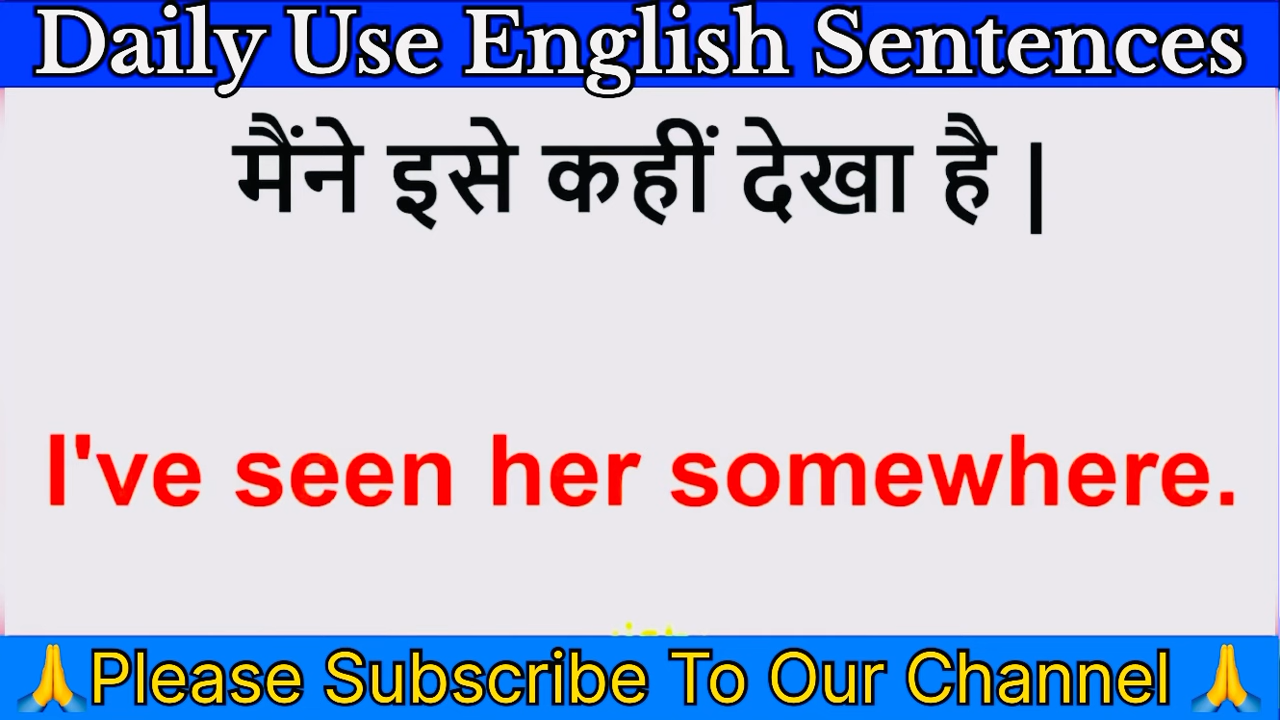 Daily Use English Sentences
मैंने इसे कहीं देखा है |
I've seen her somewhere.
🙏Please Subscribe To Our Channel 🙏